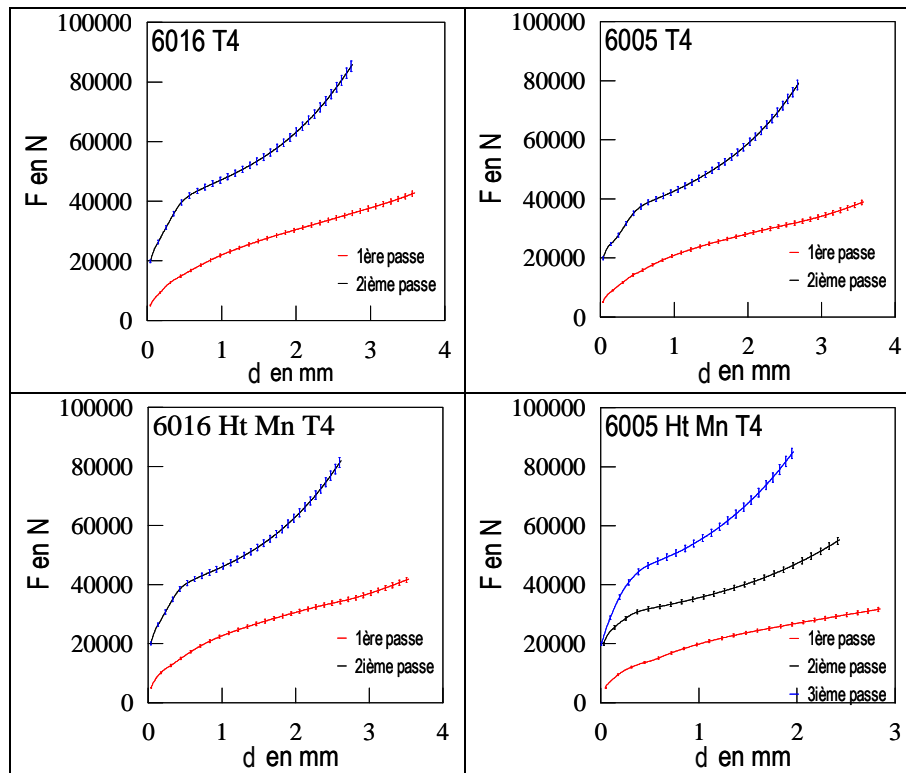 6016 T4
F en N
100000
80000
60000
40000
20000
0
1ère passe
2ième passe
0 1 2 3 4
d en mm
6005 T4
F en N
100000
80000
60000
40000
20000
0
1ère passe
2ième passe
0 1 2 3 4
d en mm
6016 Ht Mn T4
F en N
100000
80000
60000
40000
20000
0
1ère passe
2ième passe
0 1 2 3 4
d en mm
6005 Ht Mn T4
F en N
100000
80000
60000
40000
20000
0
1ère passe
2ième passe
3ième passe
0 1 2 3
d en mm